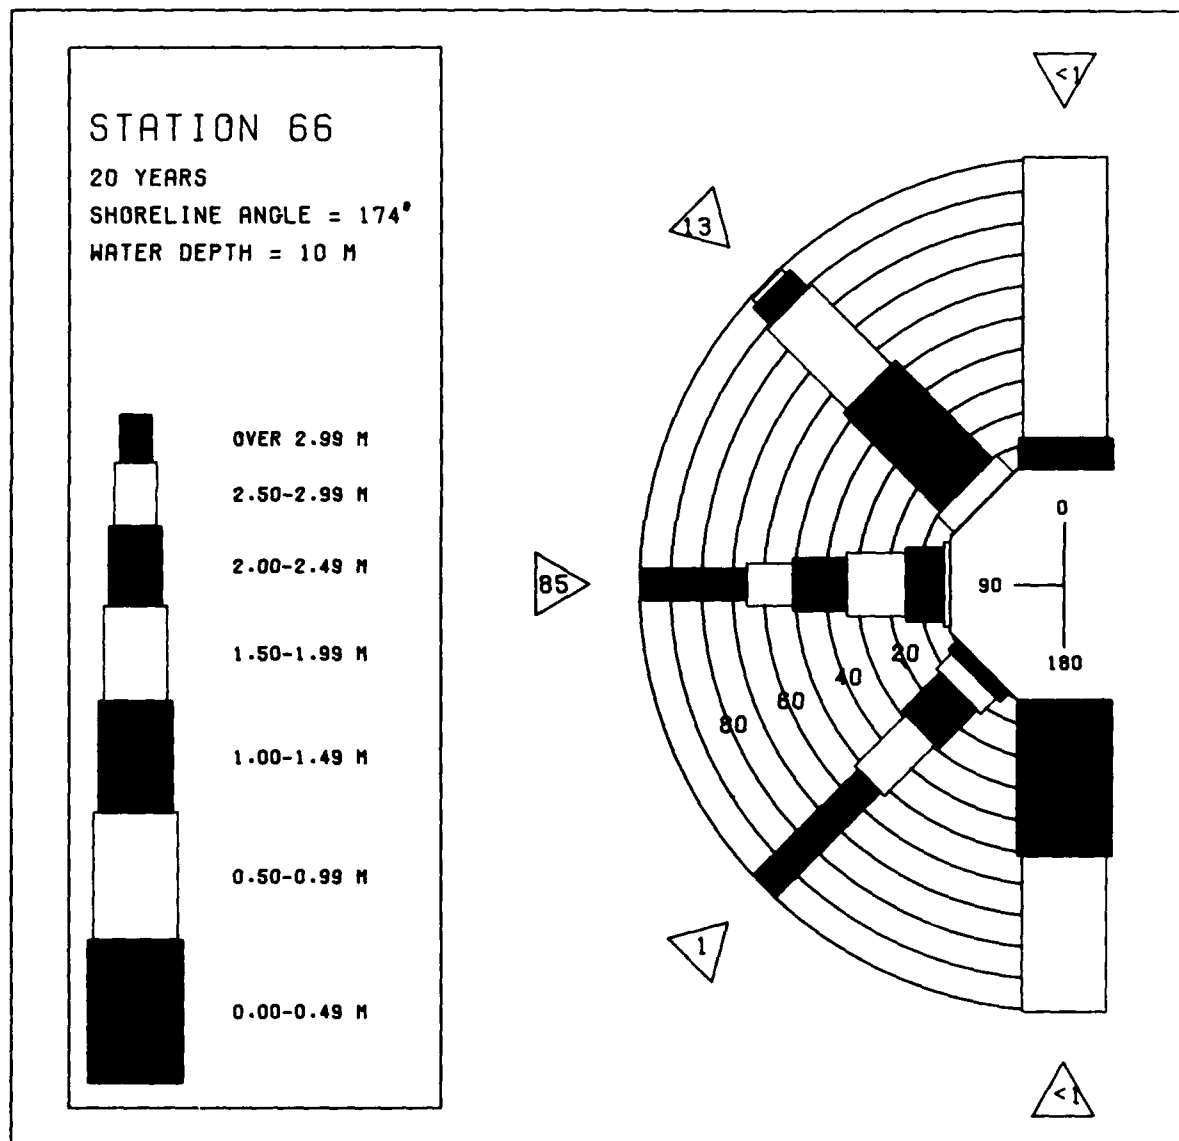 STATION 66
20 YEARS
SHORELINE ANGLE = 174°
WATER DEPTH = 10 M
OVER 2.99 M
2.50-2.99 M
2.00-2.49 M
1.50-1.99 M
1.00-1.49 M
0.50-0.99 M
0.00-0.49 M
<1
13
85
1
<1
0
90
180
20
40
60
80